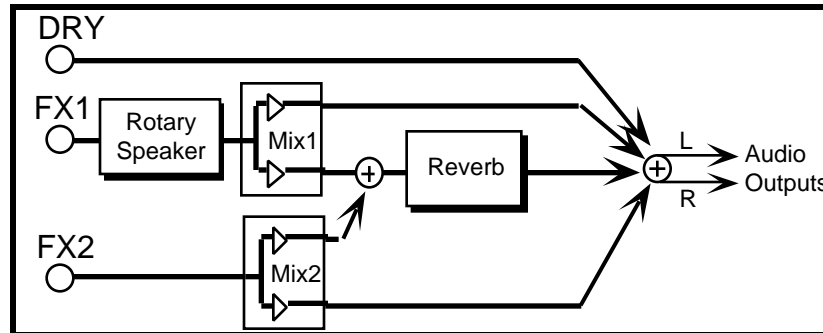 DRY
FX1
Rotary
Speaker
Mix1
Reverb
+
+
L
R
Audio
Outputs
FX2
Mix2